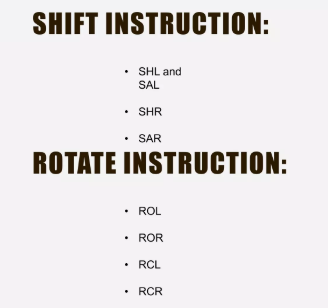 SHIFT INSTRUCTION:
• SHL and
SAL
• SHR
• SAR
ROTATE INSTRUCTION:
• ROL
• ROR
• RCL
• RCR